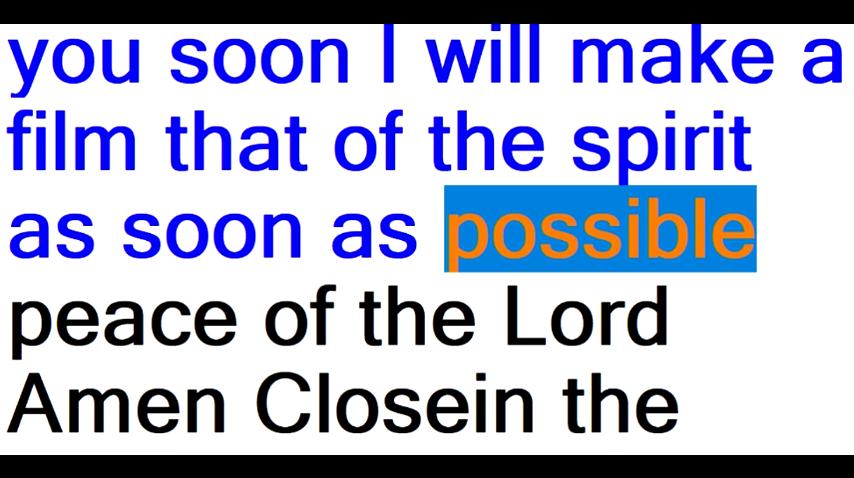 you soon I will make a
film that of the spirit
as soon as possible
peace of the Lord
Amen Closein the